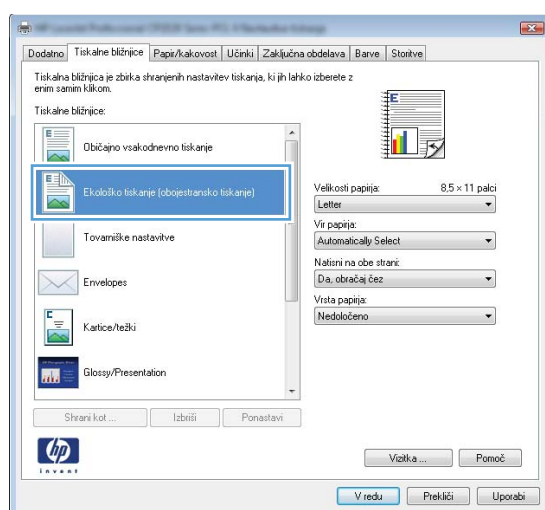 Dodatno Tiskalne bližnjice Papir/kakovost Učinki Zaključna obdelava Barve Storitve
Tiskalna bližnjica je zbirka shranjenih nastavitev tiskanja, ki jih lahko izberete z
enim samim klikom.
Tiskalne bližnjice:
Običajno vsakodnevno tiskanje
Ekološko tiskanje (obojestransko tiskanje)
Tovarniške nastavitve
Envelopes
Kartice/težki
Glossy/Presentation
Velikosti papirja: 8,5 × 11 palci
Letter
Vir papirja:
Automatically Select
Natisni na obe strani:
Da, obračaj čez
Vrsta papirja:
Nedoločeno
Shrani kot ... Izbriši Ponastavi
hp
invent
Vizitka ... Pomoč
V redu Prekliči Uporabi